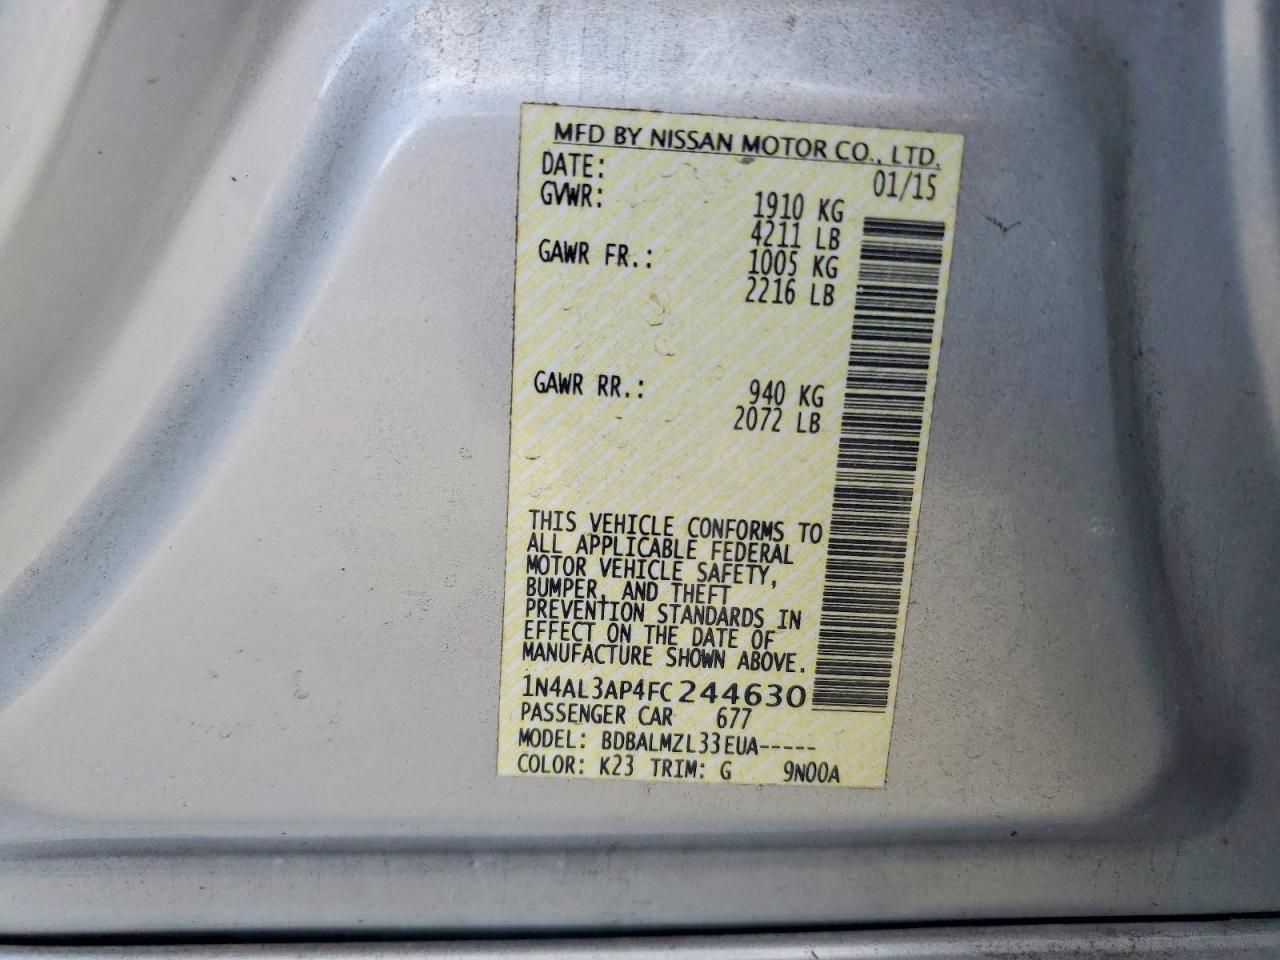 MFD BY NISSAN MOTOR CO., LTD.
DATE: 01/15
GVWR: 1910 KG
4211 LB
GAWR FR.: 1005 KG
2216 LB
GAWR RR.: 940 KG
2072 LB
THIS VEHICLE CONFORMS TO
ALL APPLICABLE FEDERAL
MOTOR VEHICLE SAFETY,
BUMPER, AND THEFT
PREVENTION STANDARDS IN
EFFECT ON THE DATE OF
MANUFACTURE SHOWN ABOVE.
1N4AL3AP4FC244630
PASSENGER CAR 677
MODEL: BDBALMZL33EUA-----
COLOR: K23 TRIM: G 9N00A